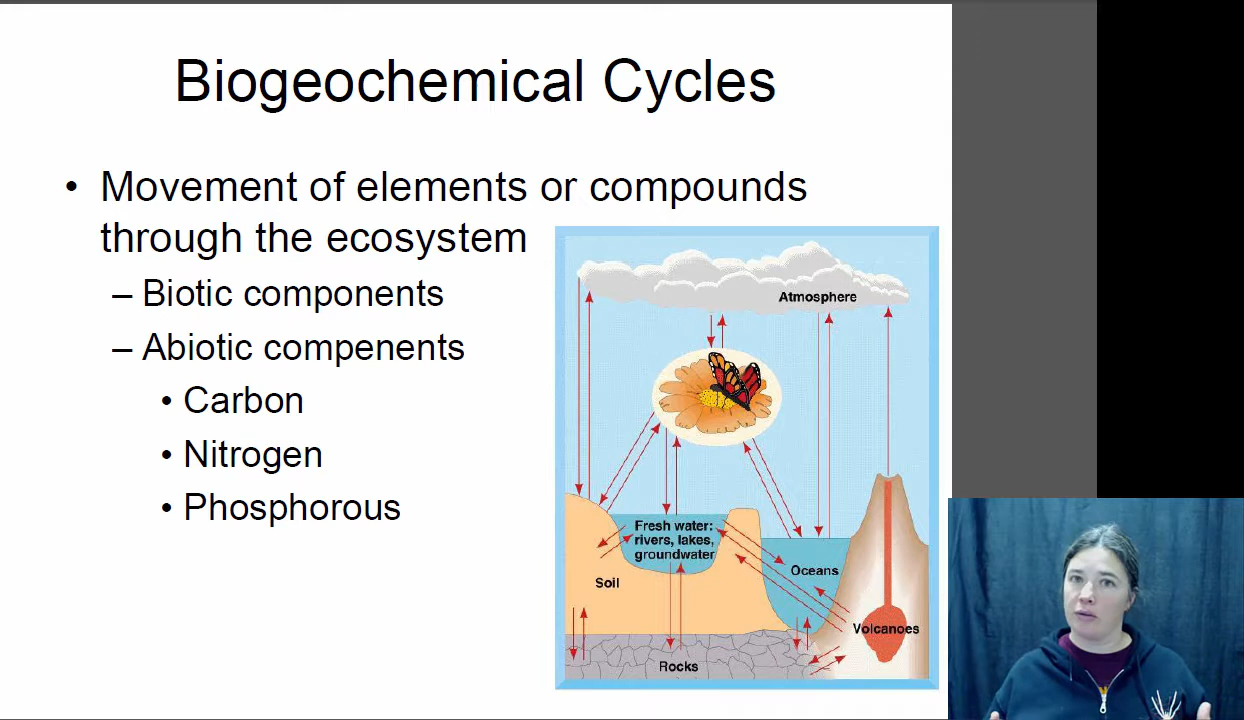 Biogeochemical Cycles
• Movement of elements or compounds
through the ecosystem
– Biotic components
– Abiotic compenents
• Carbon
• Nitrogen
• Phosphorous
Atmosphere
Fresh water:
rivers, lakes,
groundwater
Oceans
Soil
Volcanoes
Rocks